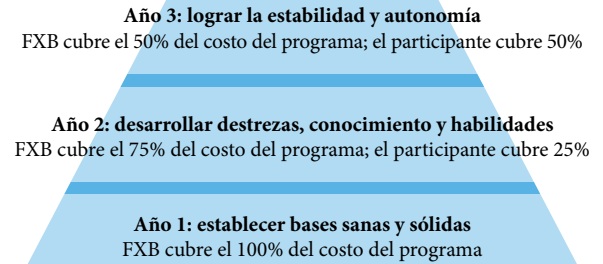 Año 3: lograr la estabilidad y autonomía
FXB cubre el 50% del costo del programa; el participante cubre 50%
Año 2: desarrollar destrezas, conocimiento y habilidades
FXB cubre el 75% del costo del programa; el participante cubre 25%
Año 1: establecer bases sanas y sólidas
FXB cubre el 100% del costo del programa